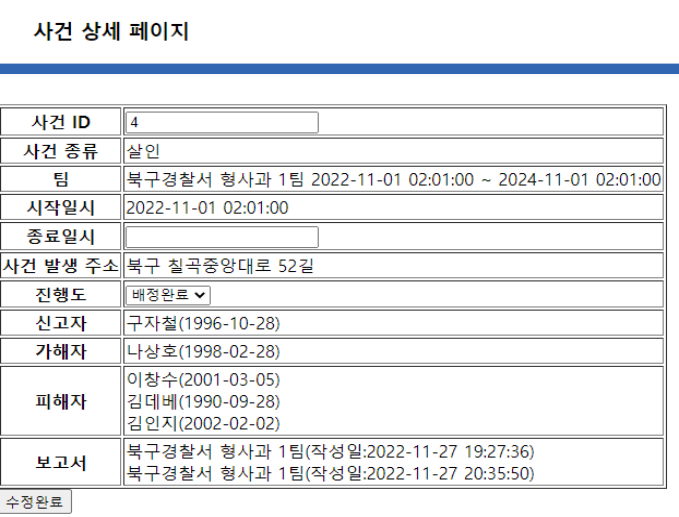 사건 상세 페이지
사건 ID 4
사건 종류 살인
팀 북구경찰서 형사과 1팀 2022-11-01 02:01:00 ~ 2024-11-01 02:01:00
시작일시 2022-11-01 02:01:00
종료일시
사건 발생 주소 북구 칠곡중앙대로 52길
진행도 배정완료
신고자 구자철(1996-10-28)
가해자 나상호(1998-02-28)
피해자 이창수(2001-03-05)
김데베(1990-09-28)
김인지(2002-02-02)
보고서 북구경찰서 형사과 1팀(작성일:2022-11-27 19:27:36)
북구경찰서 형사과 1팀(작성일:2022-11-27 20:35:50)
수정완료